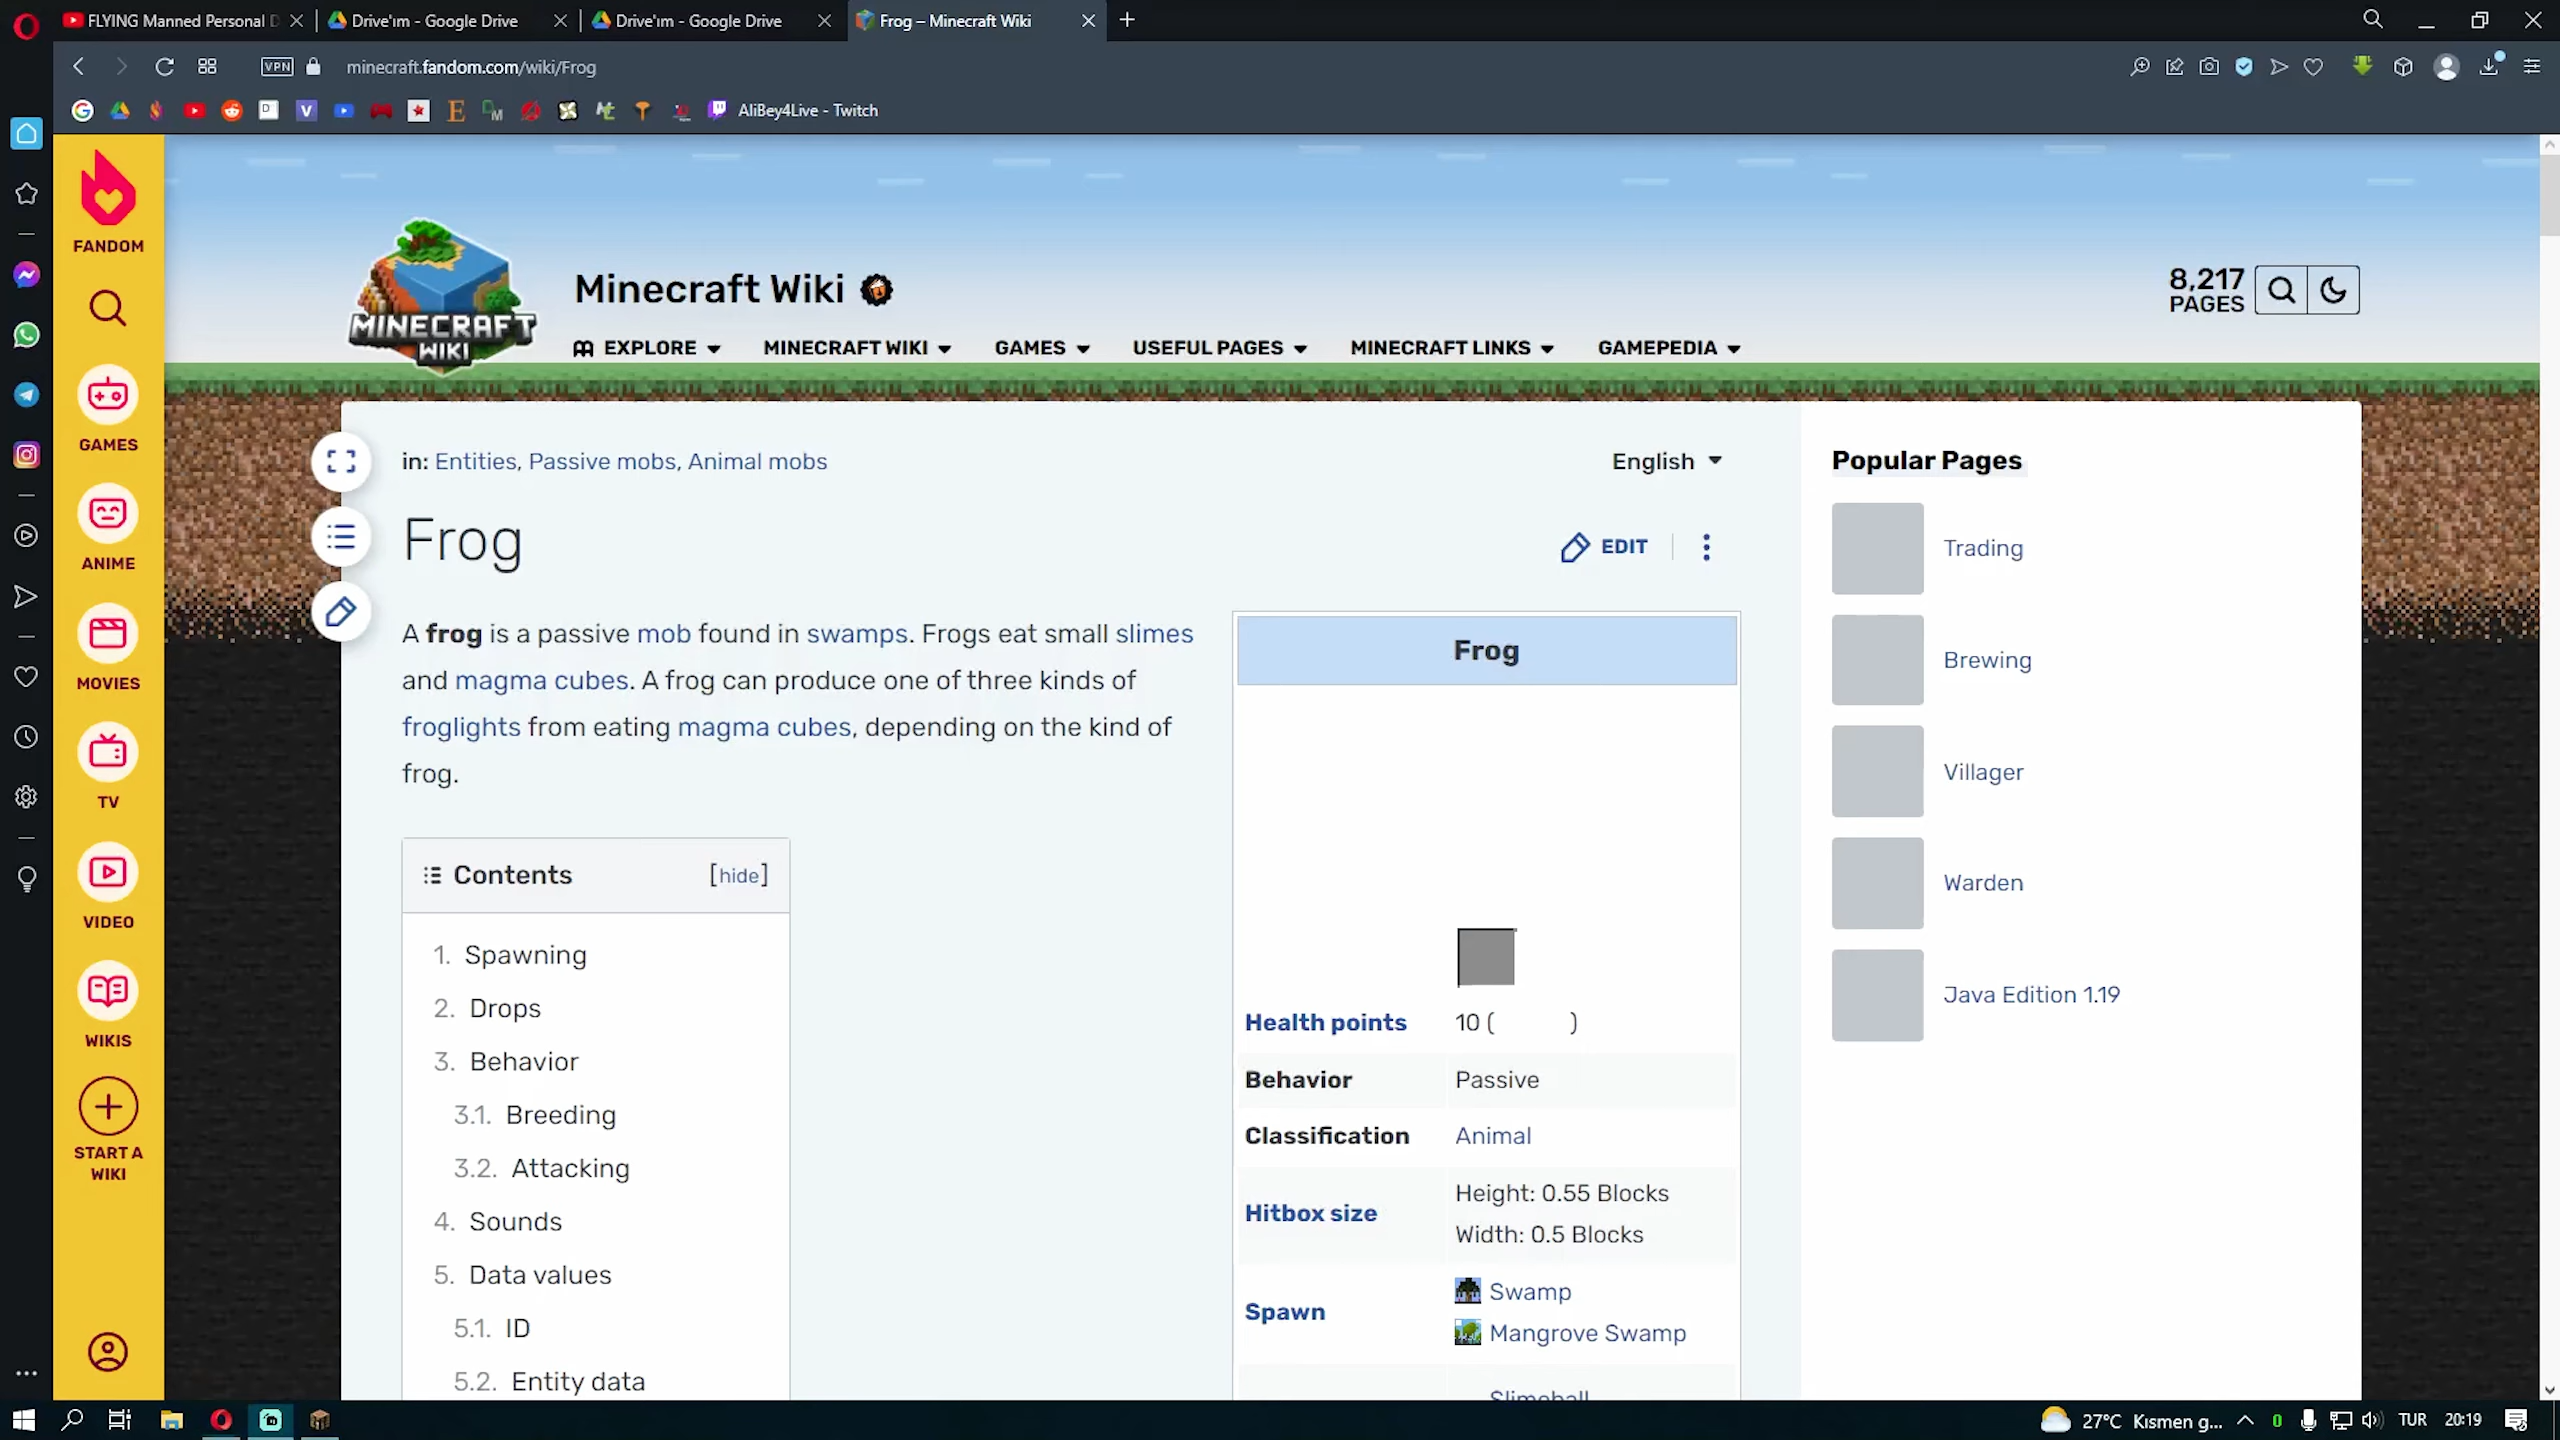 FLYING Manned Personal D
Drive'ım - Google Drive
Drive'ım - Google Drive
Frog – Minecraft Wiki
VPN
minecraft.fandom.com/wiki/Frog
AliBey4Live - Twitch
FANDOM
GAMES
ANIME
MOVIES
TV
VIDEO
WIKIS
START A
WIKI
MINECRAFT
WIKI
Minecraft Wiki
8,217
PAGES
EXPLORE
MINECRAFT WIKI
GAMES
USEFUL PAGES
MINECRAFT LINKS
GAMEPEDIA
in: Entities, Passive mobs, Animal mobs
English
Frog
EDIT
A frog is a passive mob found in swamps. Frogs eat small slimes
and magma cubes. A frog can produce one of three kinds of
froglights from eating magma cubes, depending on the kind of
frog.
Contents
[hide]
1. Spawning
2. Drops
3. Behavior
3.1. Breeding
3.2. Attacking
4. Sounds
5. Data values
5.1. ID
5.2. Entity data
Frog
Health points 10 ( )
Behavior Passive
Classification Animal
Hitbox size
Height: 0.55 Blocks
Width: 0.5 Blocks
Spawn
Swamp
Mangrove Swamp
Slimeball
Popular Pages
Trading
Brewing
Villager
Warden
Java Edition 1.19
27°C Kısmen g...
0
TUR
20:19